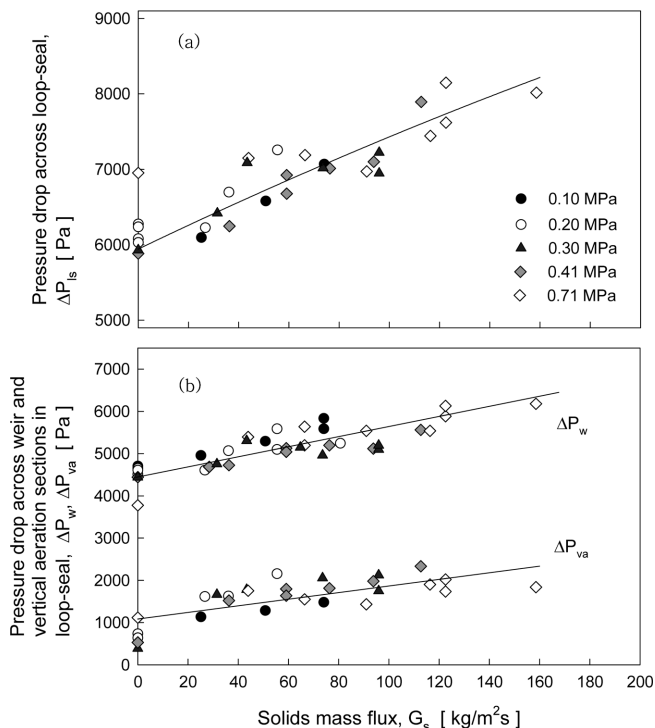 9000
(a)
8000
7000
6000
5000
Pressure drop across loop-seal,
ΔP_ls [ Pa]
0.10 MPa
0.20 MPa
0.30 MPa
0.41 MPa
0.71 MPa
7000
(b)
6000
5000
4000
3000
2000
1000
0
Pressure drop across weir and
vertical aeration sections in
loop-seal, ΔP_w, ΔP_va [ Pa ]
ΔP_w
ΔP_va
0 20 40 60 80 100 120 140 160 180 200
Solids mass flux, G_s [ kg/m²s ]